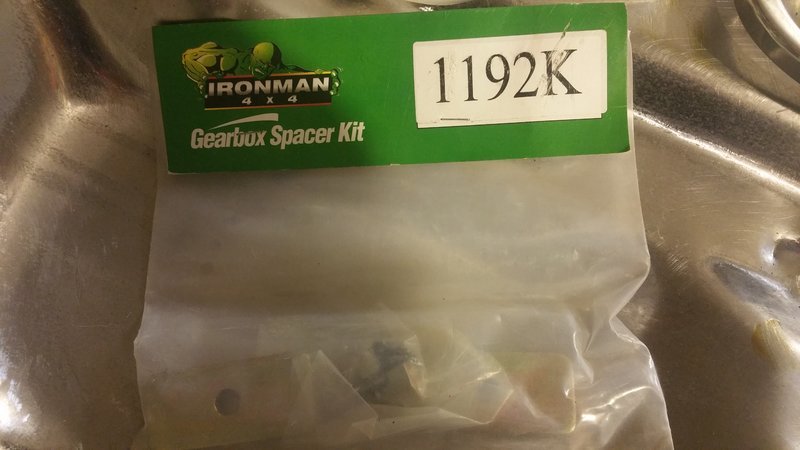 IRONMAN
4 x 4
Gearbox Spacer Kit
1192K